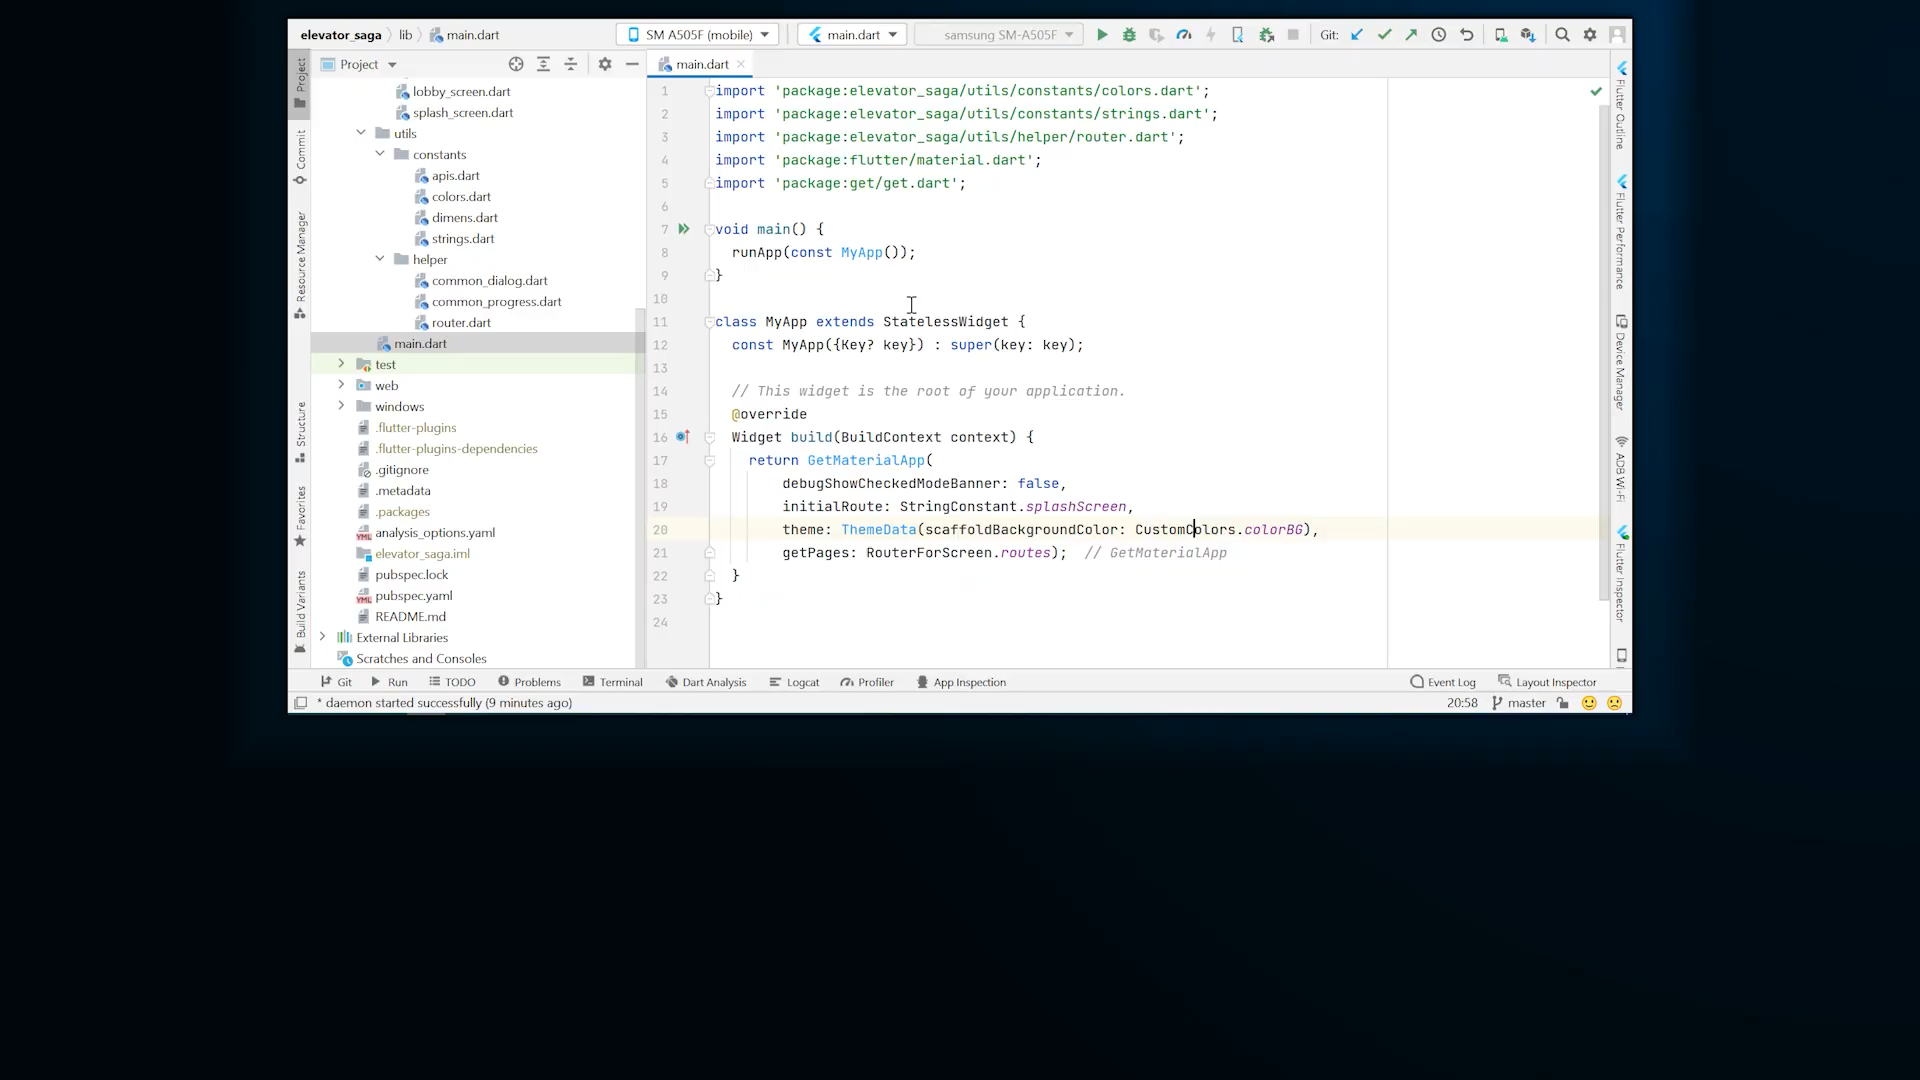 elevator_saga lib main.dart SM A505F (mobile) main.dart samsung SM-A505F Git:
Project
main.dart
lobby_screen.dart
splash_screen.dart
utils
constants
apis.dart
colors.dart
dimens.dart
strings.dart
helper
common_dialog.dart
common_progress.dart
router.dart
main.dart
test
web
windows
.flutter-plugins
.flutter-plugins-dependencies
.gitignore
.metadata
.packages
analysis_options.yaml
elevator_saga.iml
pubspec.lock
pubspec.yaml
README.md
External Libraries
Scratches and Consoles
Project
Commit
Resource Manager
Structure
Favorites
Build Variants
1 import 'package:elevator_saga/utils/constants/colors.dart';
2 import 'package:elevator_saga/utils/constants/strings.dart';
3 import 'package:elevator_saga/utils/helper/router.dart';
4 import 'package:flutter/material.dart';
5 import 'package:get/get.dart';
6
7 void main() {
8 runApp(const MyApp());
9 }
10
11 class MyApp extends StatelessWidget {
12 const MyApp({Key? key}) : super(key: key);
13
14 // This widget is the root of your application.
15 @override
16 Widget build(BuildContext context) {
17 return GetMaterialApp(
18 debugShowCheckedModeBanner: false,
19 initialRoute: StringConstant.splashScreen,
20 theme: ThemeData(scaffoldBackgroundColor: CustomColors.colorBG),
21 getPages: RouterForScreen.routes); // GetMaterialApp
22 }
23 }
24
Flutter Outline
Flutter Performance
Device Manager
ADB Wi-Fi
Flutter Inspector
Git Run TODO Problems Terminal Dart Analysis Logcat Profiler App Inspection Event Log Layout Inspector
* daemon started successfully (9 minutes ago) 20:58 master